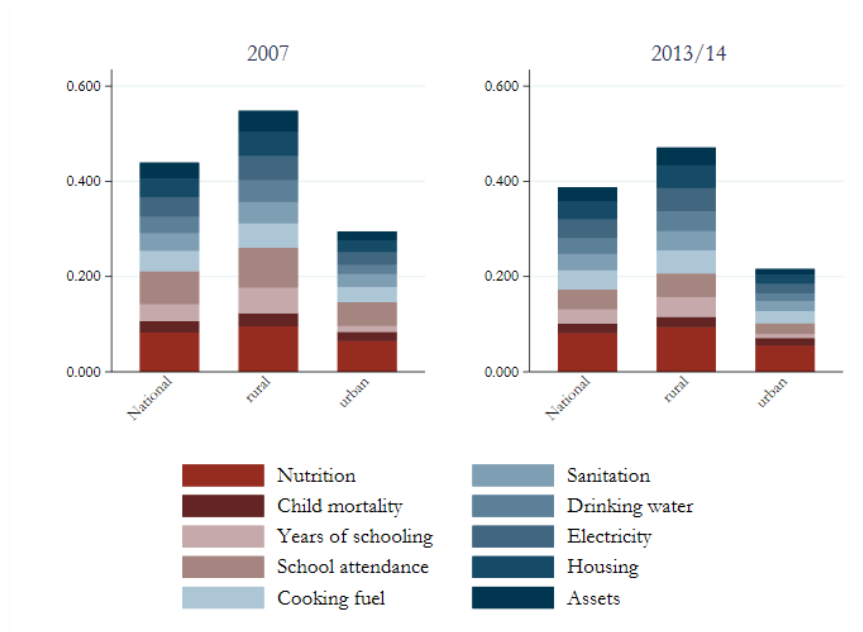 2007
0.600
0.400
0.200
0.000
National
rural
urban
2013/14
0.600
0.400
0.200
0.000
National
rural
urban
Nutrition
Child mortality
Years of schooling
School attendance
Cooking fuel
Sanitation
Drinking water
Electricity
Housing
Assets